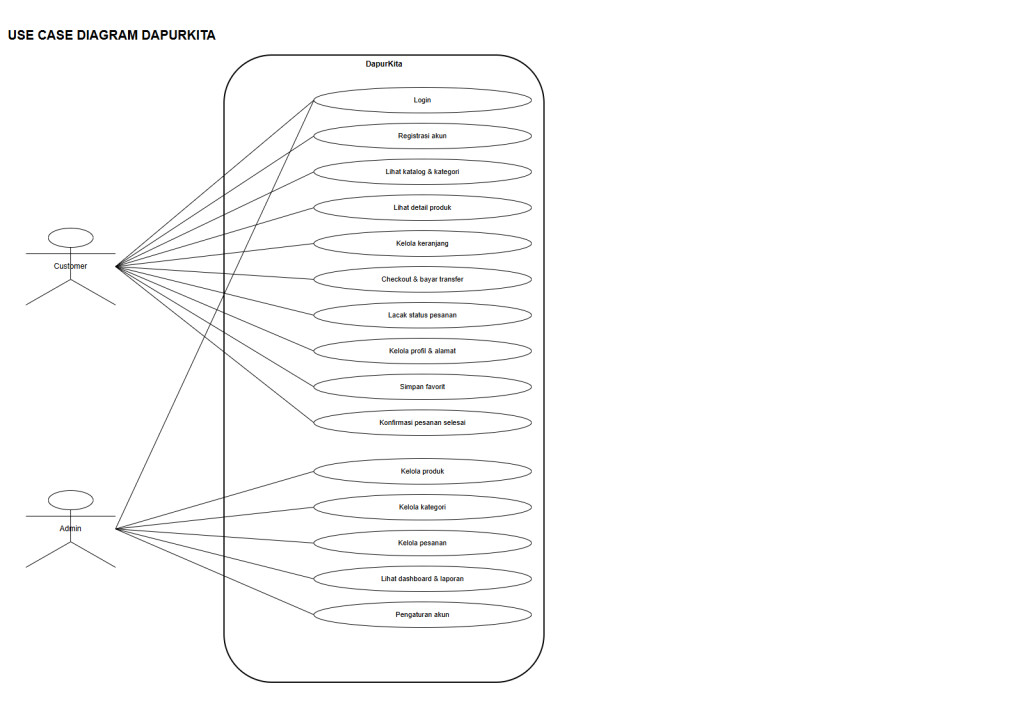 USE CASE DIAGRAM DAPURKITA
DapurKita
Login
Registrasi akun
Lihat katalog & kategori
Lihat detail produk
Kelola keranjang
Customer
Checkout & bayar transfer
Lacak status pesanan
Kelola profil & alamat
Simpan favorit
Konfirmasi pesanan selesai
Kelola produk
Kelola kategori
Admin
Kelola pesanan
Lihat dashboard & laporan
Pengaturan akun